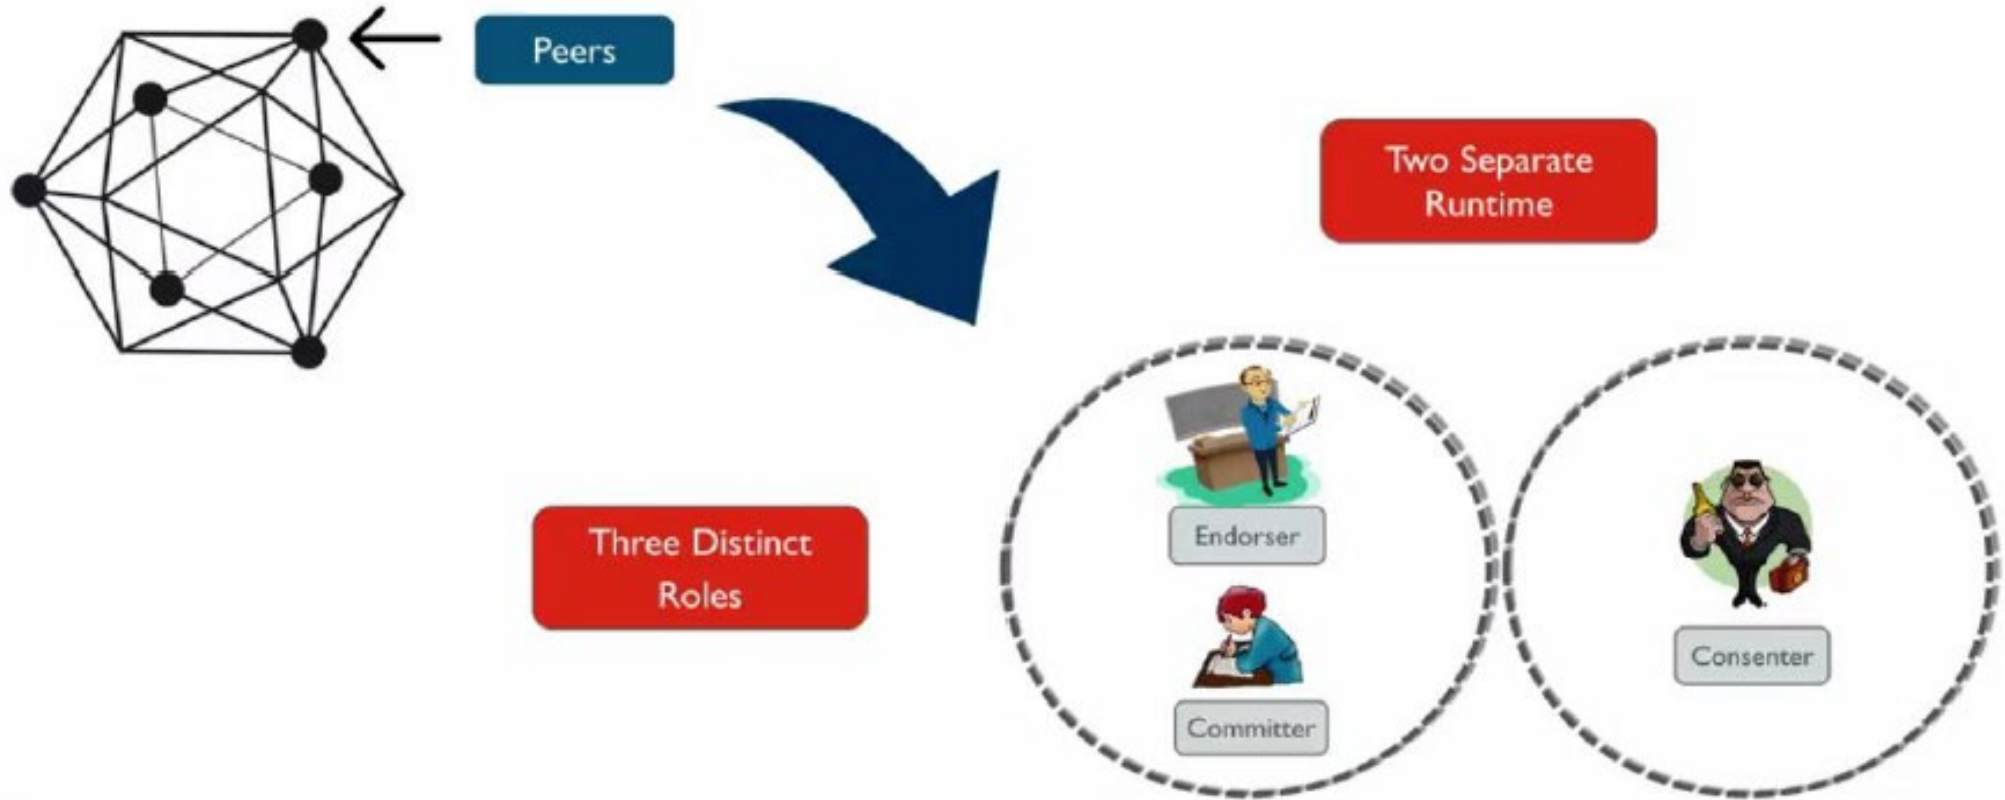 Peers
Two Separate
Runtime
Three Distinct
Roles
Endorser
Committer
Consenter